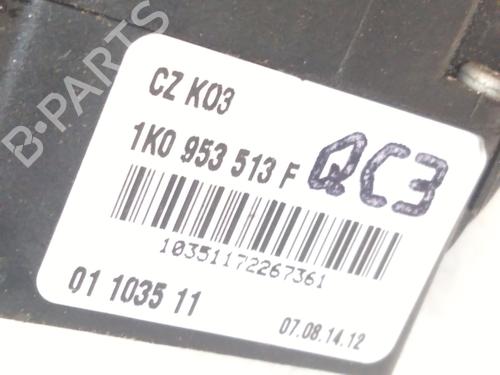 B-PARTS
CZ K03
1K0 953 513 F QC3
10351172267361
01 1035 11
07.08.14.12